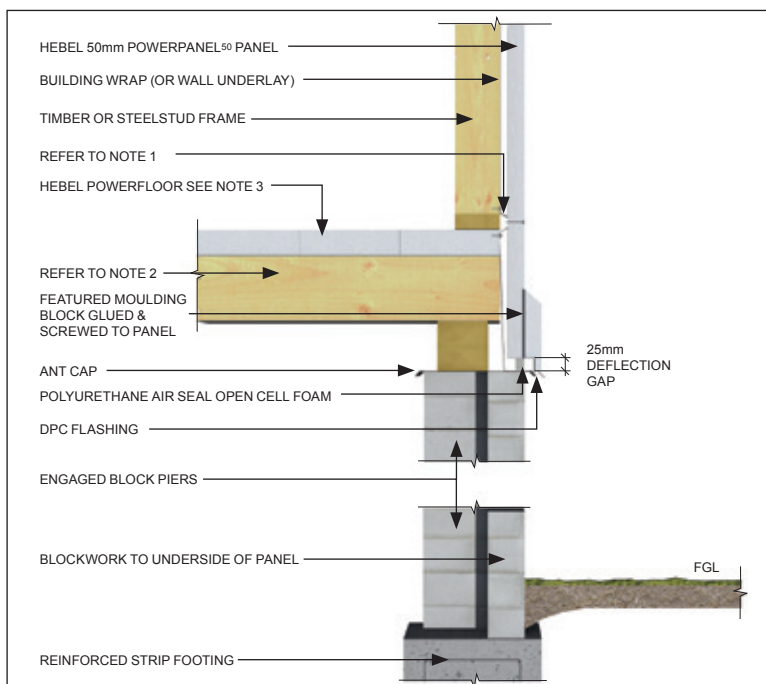 HEBEL 50mm POWERPANEL⁵⁰ PANEL
BUILDING WRAP (OR WALL UNDERLAY)
TIMBER OR STEELSTUD FRAME
REFER TO NOTE 1
HEBEL POWERFLOOR SEE NOTE 3
REFER TO NOTE 2
FEATURED MOULDING
BLOCK GLUED &
SCREWED TO PANEL
25mm
DEFLECTION
GAP
ANT CAP
POLYURETHANE AIR SEAL OPEN CELL FOAM
DPC FLASHING
ENGAGED BLOCK PIERS
BLOCKWORK TO UNDERSIDE OF PANEL
FGL
REINFORCED STRIP FOOTING